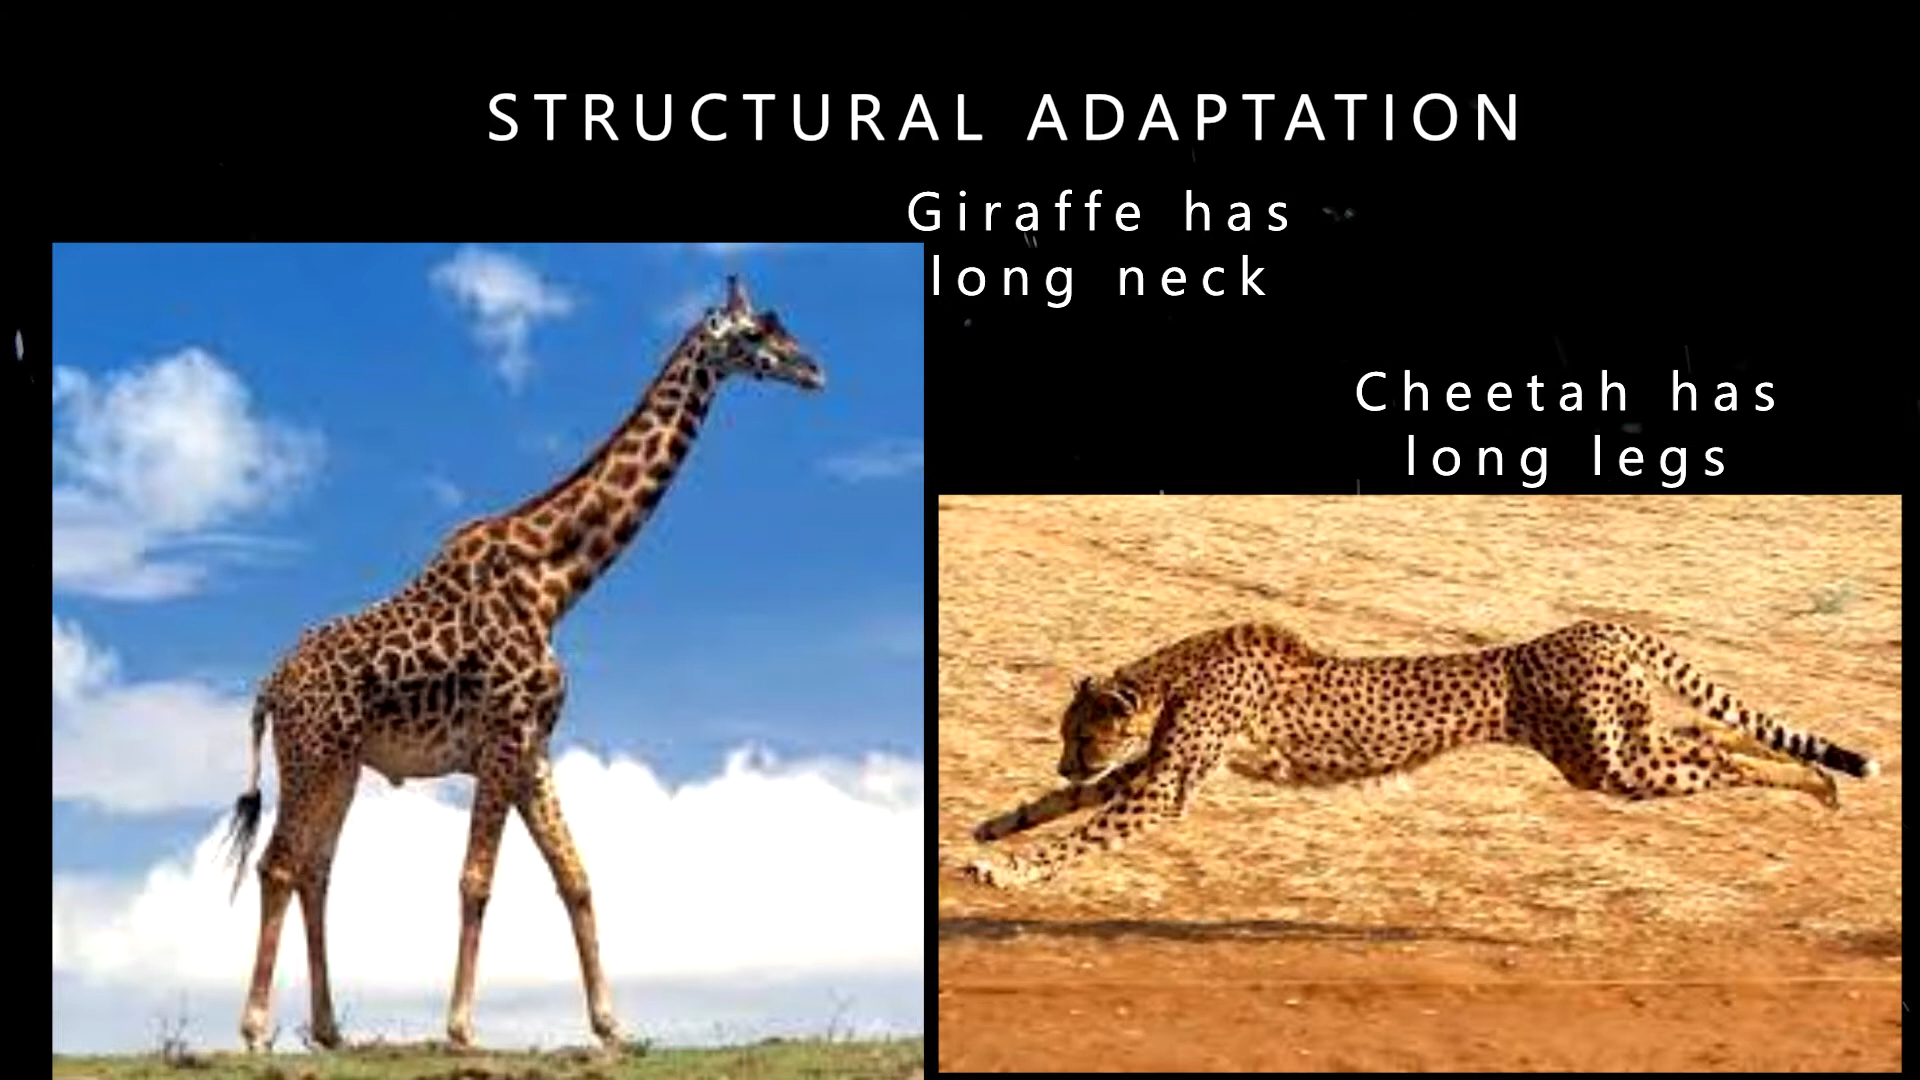 STRUCTURAL ADAPTATION
Giraffe has
long neck
Cheetah has
long legs